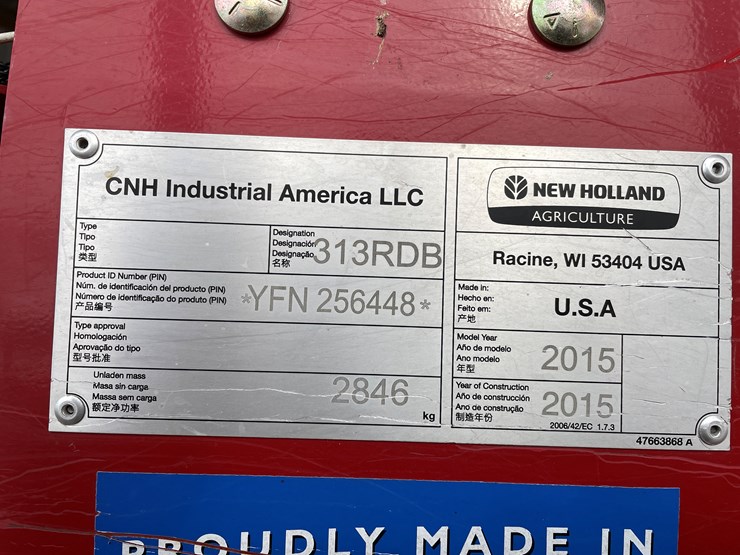 CNH Industrial America LLC
Type
Tipo
Tipo
类型
Designation
Designación
Designação
名称
313RDB
Product ID Number (PIN)
Núm. de identificación del producto (PIN)
Número de identificação do produto (PIN)
产品编号
*YFN 256448*
Type approval
Homologación
Aprovação do tipo
型号批准
Unladen mass
Masa sin carga
Massa sem carga
额定净功率
2846
kg
NEW HOLLAND
AGRICULTURE
Racine, WI 53404 USA
Made in:
Hecho en:
Feito em:
产地
U.S.A
Model Year
Año de modelo
Ano modelo
年型
2015
Year of Construction
Año de construcción
Ano de construção
制造年份
2015
2006/42/EC 1.7.3
47663868 A
PROUDLY MADE IN